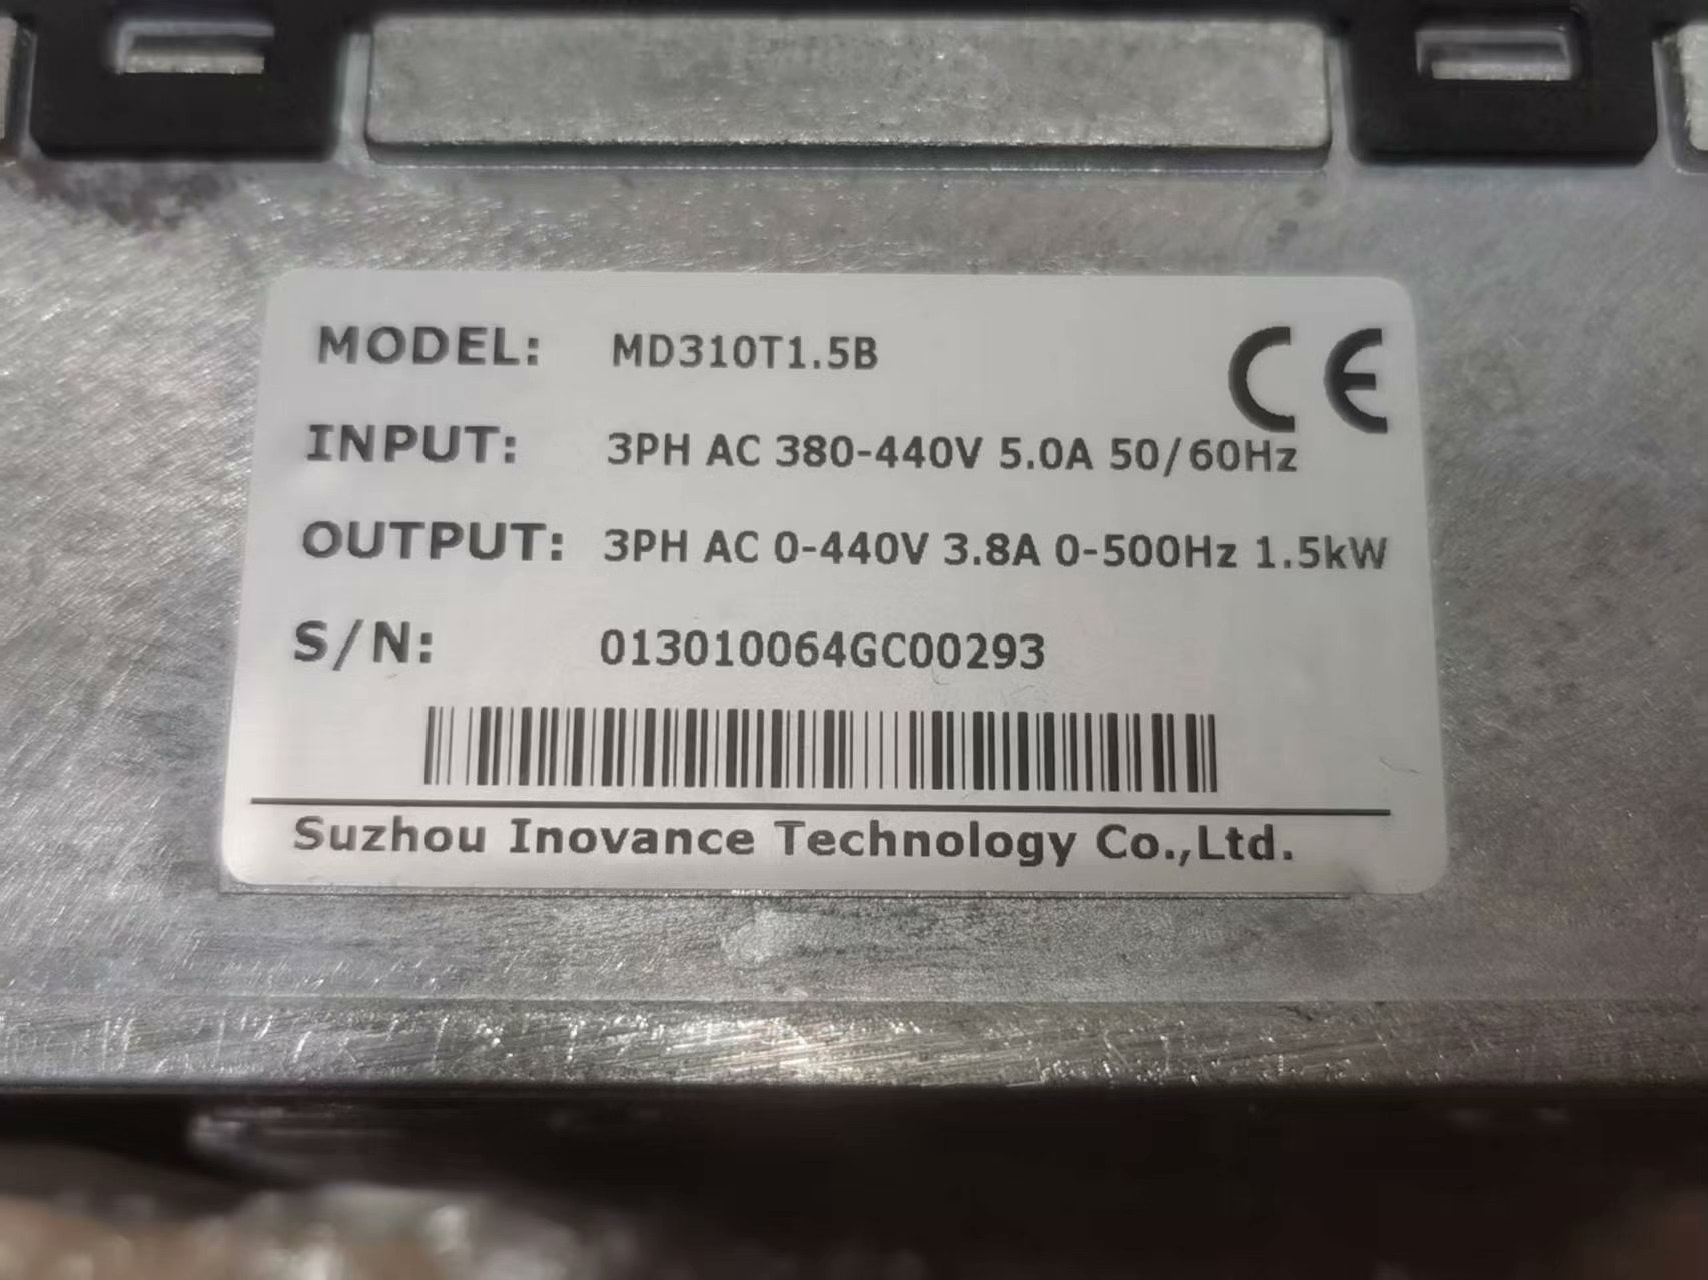 MODEL: MD310T1.5B CE
INPUT: 3PH AC 380-440V 5.0A 50/60Hz
OUTPUT: 3PH AC 0-440V 3.8A 0-500Hz 1.5kW
S/N: 013010064GC00293
Suzhou Inovance Technology Co.,Ltd.